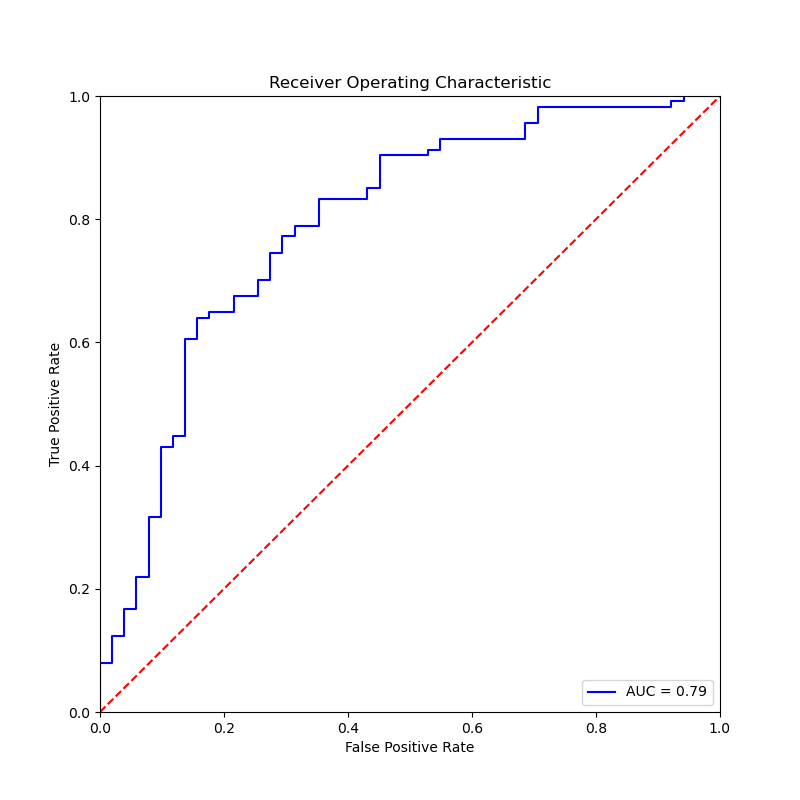 Receiver Operating Characteristic
True Positive Rate
1.0
0.8
0.6
0.4
0.2
0.0
AUC = 0.79
0.0 0.2 0.4 0.6 0.8 1.0
False Positive Rate